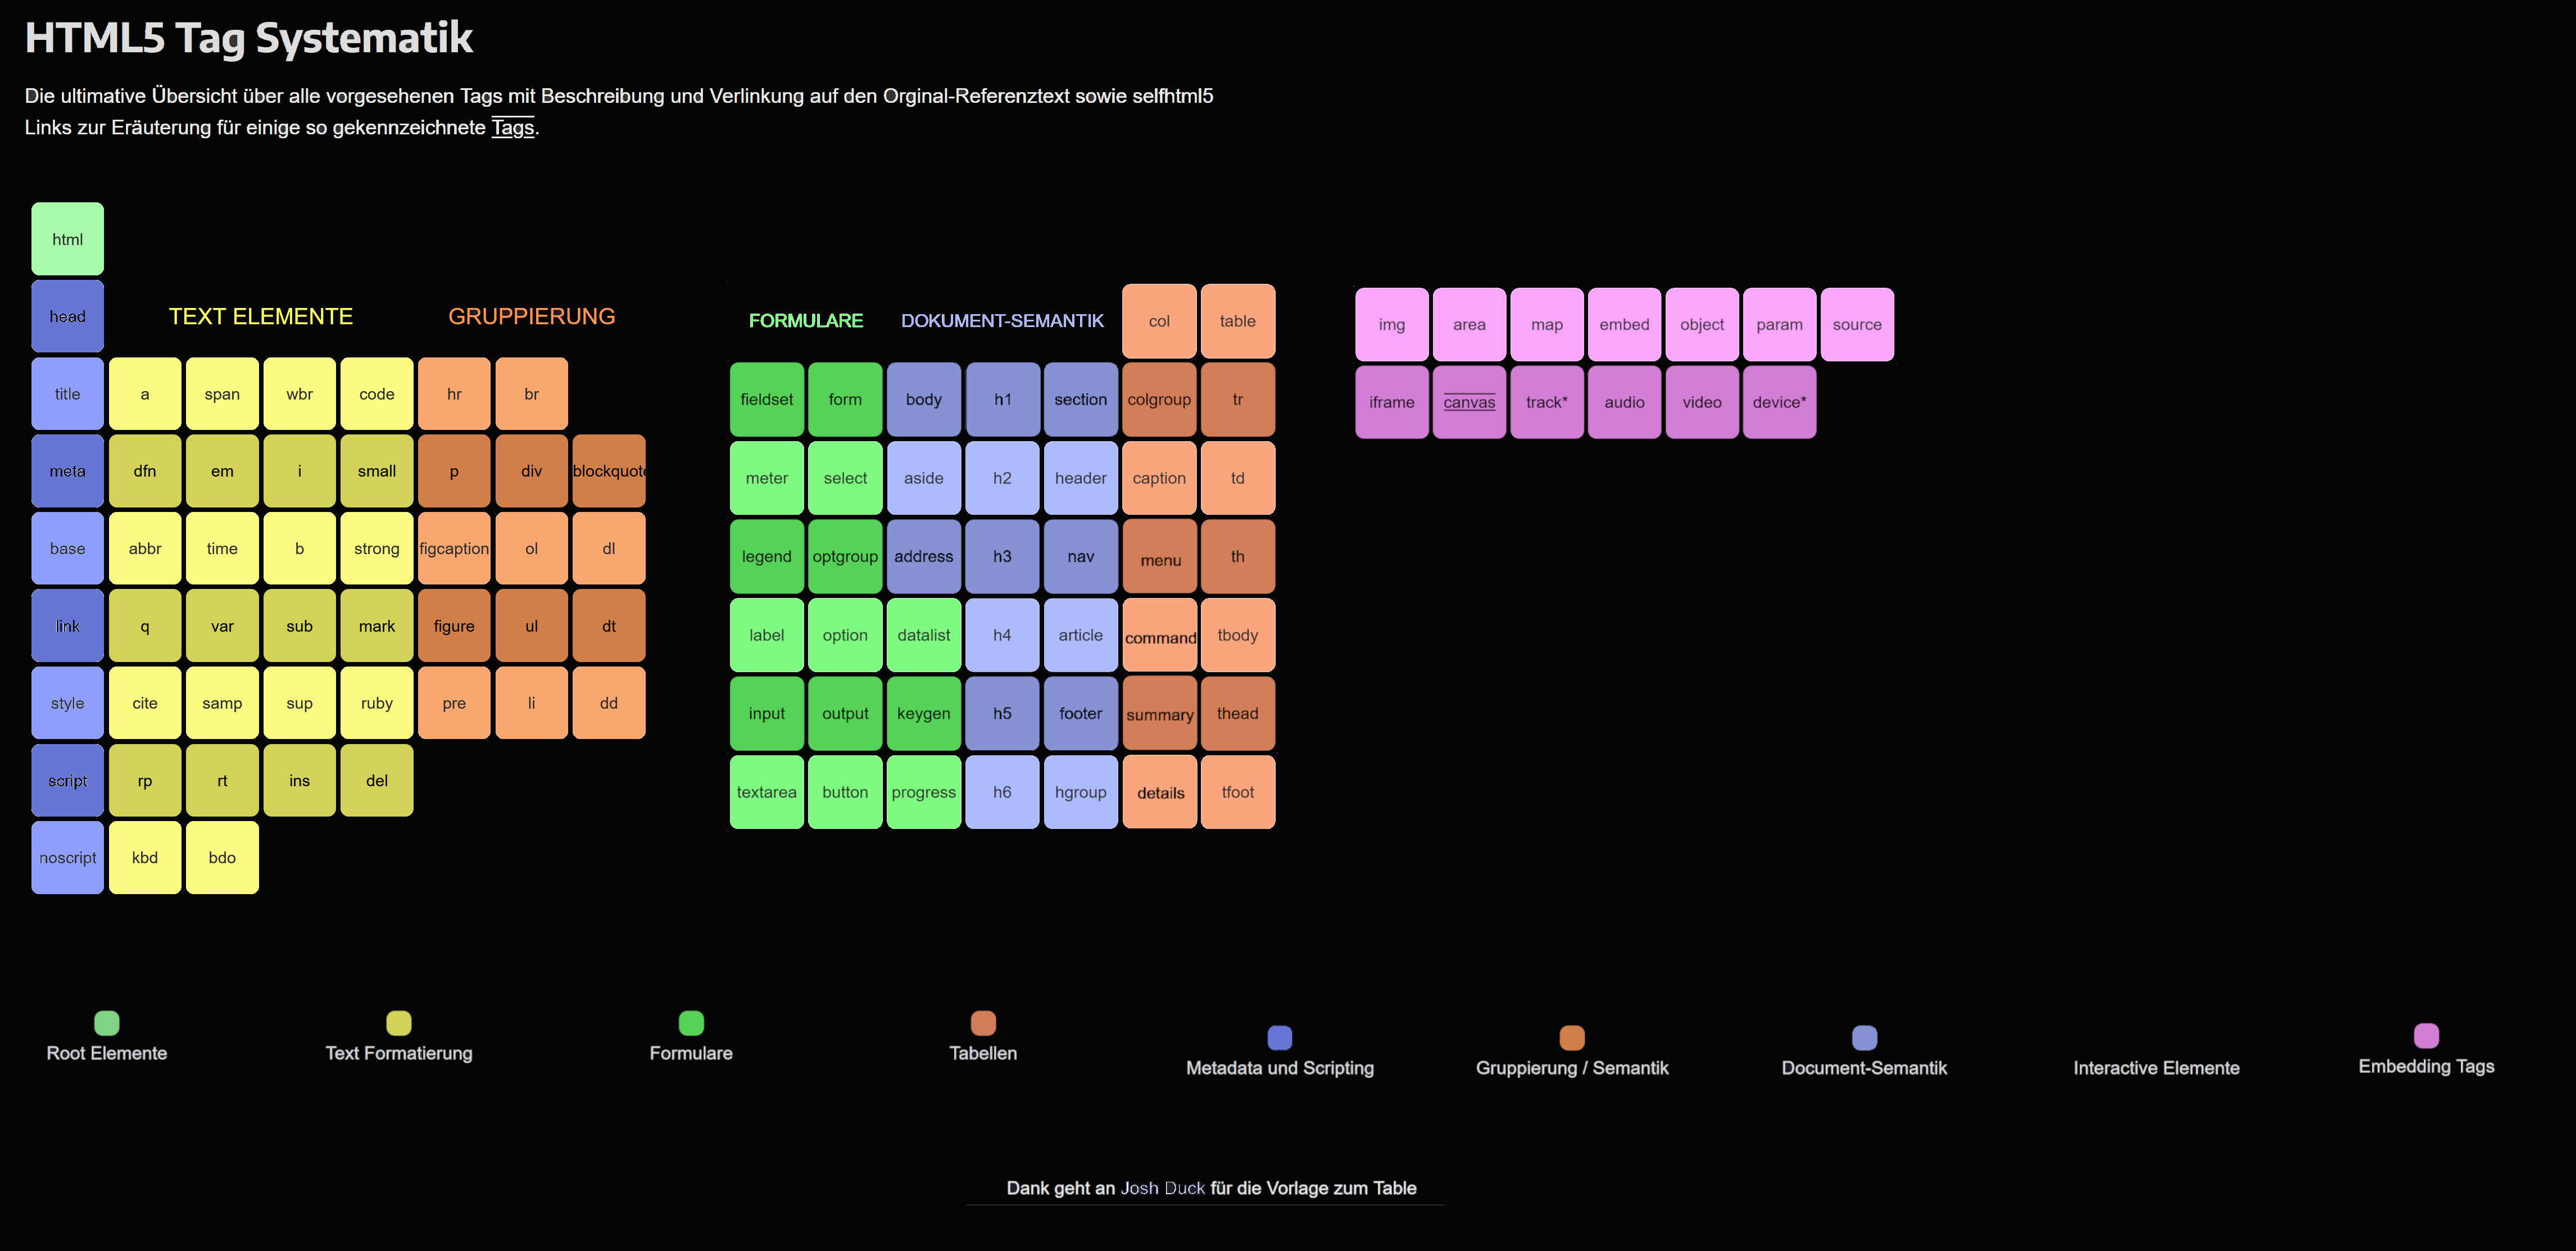 HTML5 Tag Systematik
Die ultimative Übersicht über alle vorgesehenen Tags mit Beschreibung und Verlinkung auf den Orginal-Referenztext sowie selfhtml5
Links zur Eräuterung für einige so gekennzeichnete Tags.
html
head TEXT ELEMENTE GRUPPIERUNG
title a span wbr code hr br
meta dfn em i small p div blockquote
base abbr time b strong figcaption ol dl
link q var sub mark figure ul dt
style cite samp sup ruby pre li dd
script rp rt ins del
noscript kbd bdo
FORMULARE DOKUMENT-SEMANTIK col table
fieldset form body h1 section colgroup tr
meter select aside h2 header caption td
legend optgroup address h3 nav menu th
label option datalist h4 article command tbody
input output keygen h5 footer summary thead
textarea button progress h6 hgroup details tfoot
img area map embed object param source
iframe canvas track* audio video device*
Root Elemente Text Formatierung Formulare Tabellen Metadata und Scripting Gruppierung / Semantik Document-Semantik Interactive Elemente Embedding Tags
Dank geht an Josh Duck für die Vorlage zum Table